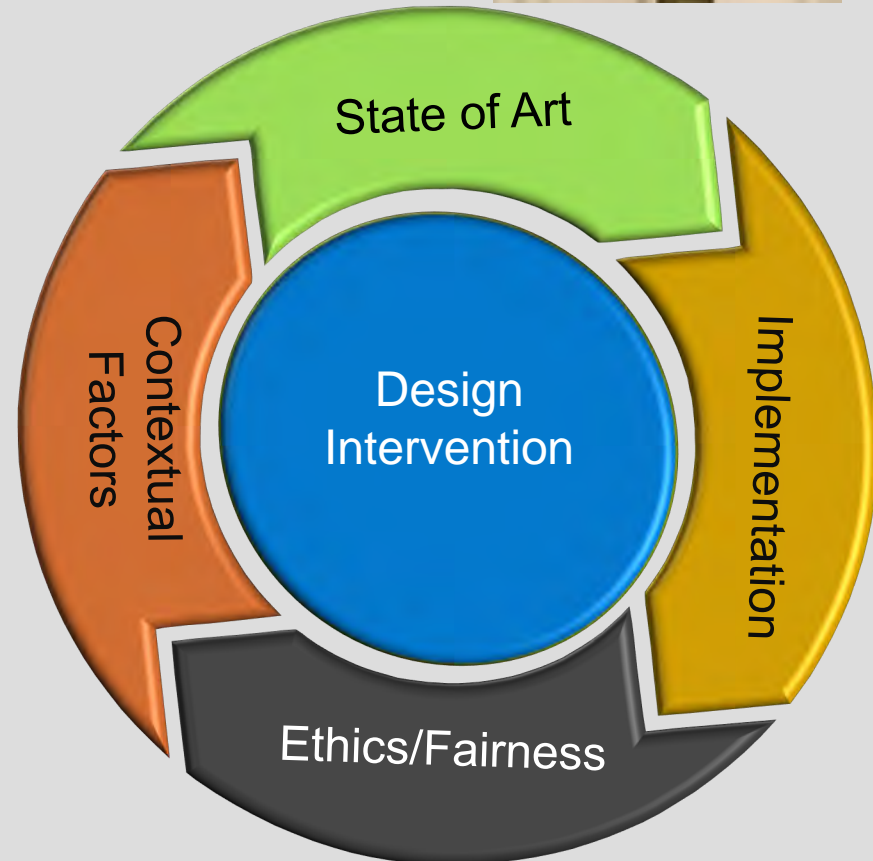 State of Art
Contextual
Factors
Design
Intervention
Implementation
Ethics/Fairness